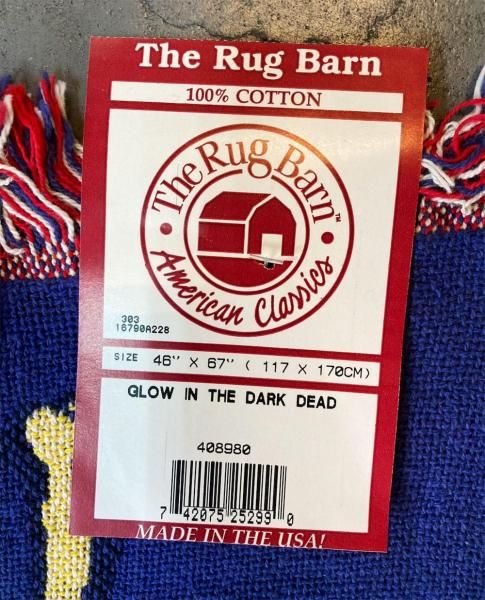 The Rug Barn
100% COTTON
The Rug Barn™
American Classics
303
16790A228
SIZE 46" X 67" ( 117 X 170CM)
GLOW IN THE DARK DEAD
408980
7 42075 25299 0
MADE IN THE USA!